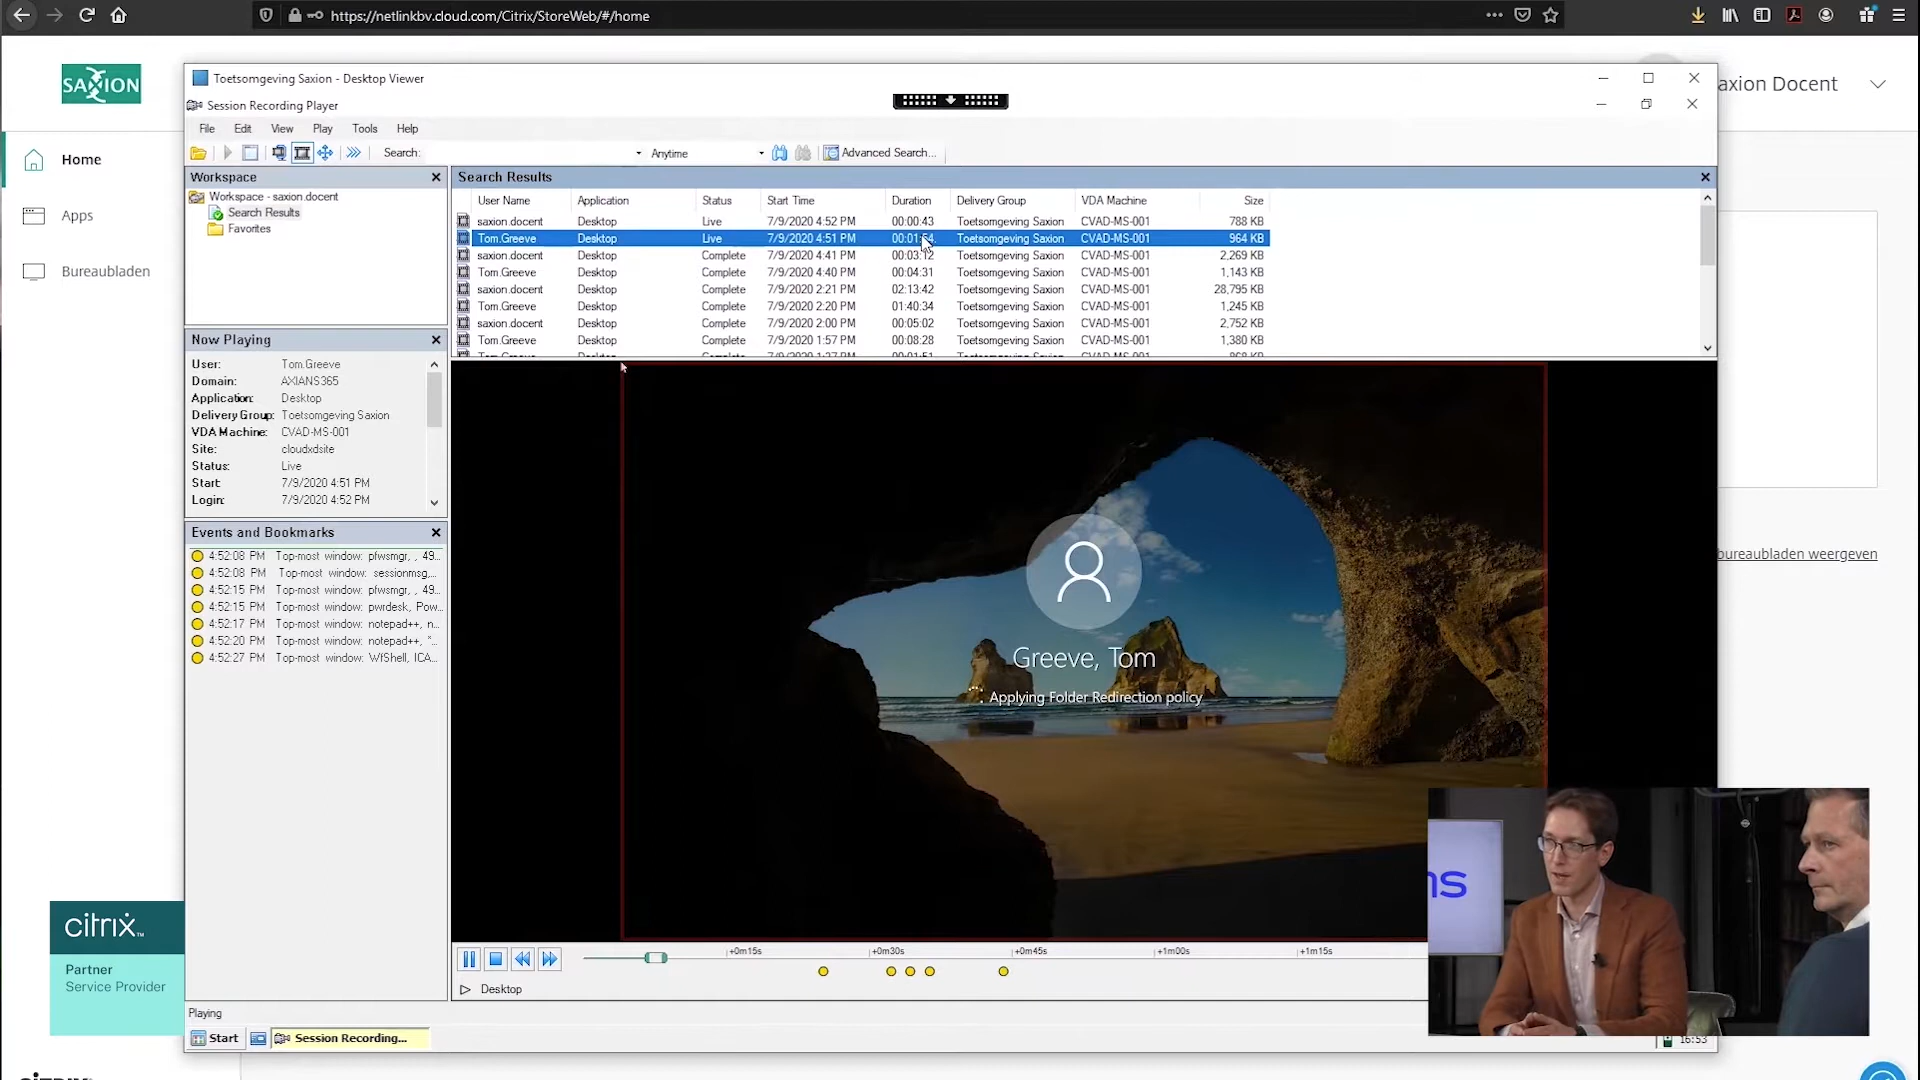 https://netlinkbv.cloud.com/Citrix/StoreWeb/#/home
SAXION
Home
Apps
Bureaubladen
axion Docent
bureaubladen weergeven
citrix
Partner
Service Provider
Toetsomgeving Saxion - Desktop Viewer
Session Recording Player
File Edit View Play Tools Help
Search: Anytime Advanced Search...
Workspace
Workspace - saxion.docent
Search Results
Favorites
Search Results
User Name Application Status Start Time Duration Delivery Group VDA Machine Size
saxion.docent Desktop Live 7/9/2020 4:52 PM 00:00:43 Toetsomgeving Saxion CVAD-MS-001 788 KB
Tom.Greeve Desktop Live 7/9/2020 4:51 PM 00:01:54 Toetsomgeving Saxion CVAD-MS-001 964 KB
saxion.docent Desktop Complete 7/9/2020 4:41 PM 00:03:12 Toetsomgeving Saxion CVAD-MS-001 2,269 KB
Tom.Greeve Desktop Complete 7/9/2020 4:40 PM 00:04:31 Toetsomgeving Saxion CVAD-MS-001 1,143 KB
saxion.docent Desktop Complete 7/9/2020 2:21 PM 02:13:42 Toetsomgeving Saxion CVAD-MS-001 28,795 KB
Tom.Greeve Desktop Complete 7/9/2020 2:20 PM 01:40:34 Toetsomgeving Saxion CVAD-MS-001 1,245 KB
saxion.docent Desktop Complete 7/9/2020 2:00 PM 00:05:02 Toetsomgeving Saxion CVAD-MS-001 2,752 KB
Tom.Greeve Desktop Complete 7/9/2020 1:57 PM 00:08:28 Toetsomgeving Saxion CVAD-MS-001 1,380 KB
Now Playing
User: Tom.Greeve
Domain: AXIANS365
Application: Desktop
Delivery Group: Toetsomgeving Saxion
VDA Machine: CVAD-MS-001
Site: cloudxdsite
Status: Live
Start: 7/9/2020 4:51 PM
Login: 7/9/2020 4:52 PM
Events and Bookmarks
4:52:08 PM Top-most window: pfwsmgr, , 49...
4:52:08 PM Top-most window: sessionmsg,...
4:52:15 PM Top-most window: pfwsmgr, , 49...
4:52:15 PM Top-most window: pwrdesk, Pow...
4:52:17 PM Top-most window: notepad++, n...
4:52:20 PM Top-most window: notepad++, *...
4:52:27 PM Top-most window: WfShell, ICA...
Greeve, Tom
Applying Folder Redirection policy
+0m15s +0m30s +0m45s +1m00s +1m15s
Desktop
Playing
Start Session Recording... 16:53
ns